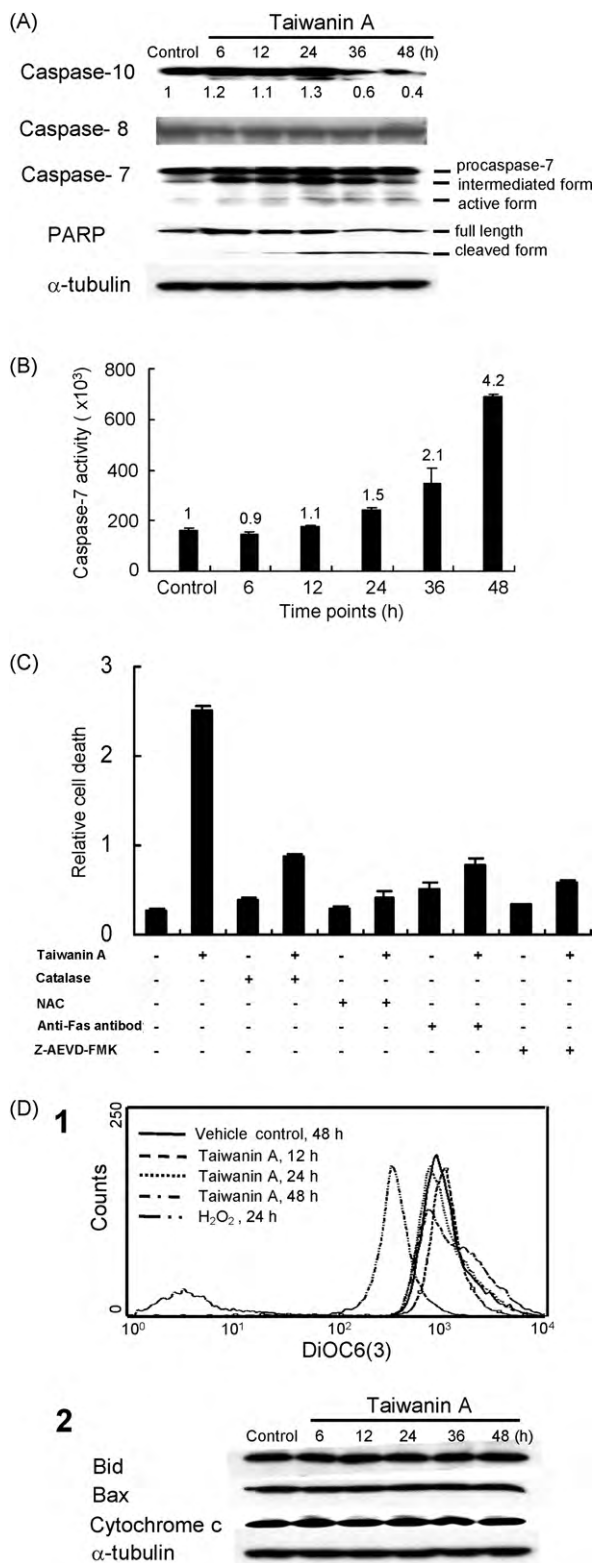 (A)
Taiwanin A
Control 6 12 24 36 48 (h)
Caspase-10
1 1.2 1.1 1.3 0.6 0.4
Caspase- 8
Caspase- 7
procaspase-7
intermediated form
active form
PARP
full length
cleaved form
α-tubulin
(B)
Caspase-7 activity ( x10³)
800
600
400
200
0
1 0.9 1.1 1.5 2.1 4.2
Control 6 12 24 36 48
Time points (h)
(C)
Relative cell death
3
2
1
0
Taiwanin A - + - + - + - + - +
Catalase - - + + - - - - - -
NAC - - - - + + - - - -
Anti-Fas antibod - - - - - - + + - -
Z-AEVD-FMK - - - - - - - - + +
(D) 1
250
Counts
0
Vehicle control, 48 h
Taiwanin A, 12 h
Taiwanin A, 24 h
Taiwanin A, 48 h
H₂O₂ , 24 h
10⁰ 10¹ 10² 10³ 10⁴
DiOC6(3)
2
Taiwanin A
Control 6 12 24 36 48 (h)
Bid
Bax
Cytochrome c
α-tubulin